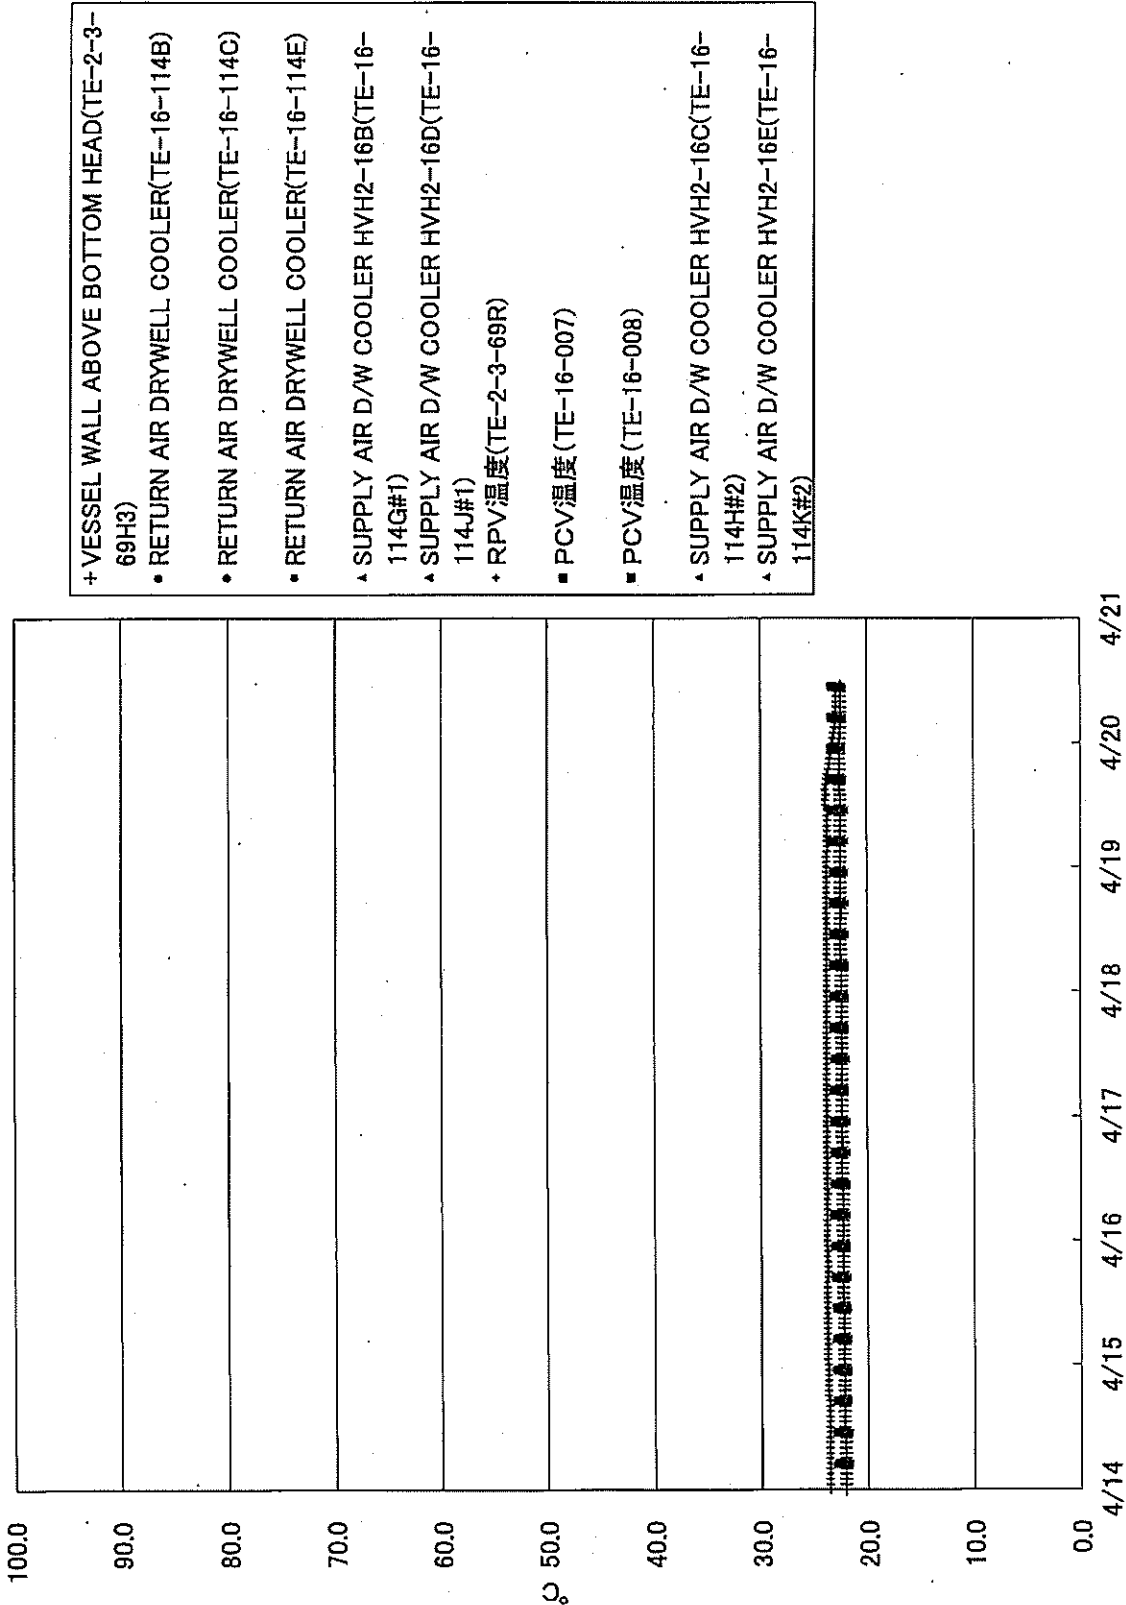 100.0
90.0
80.0
70.0
60.0
50.0
40.0
30.0
20.0
10.0
0.0
℃
4/14
4/15
4/16
4/17
4/18
4/19
4/20
4/21
+VESSEL WALL ABOVE BOTTOM HEAD(TE-2-3-
69H3)
• RETURN AIR DRYWELL COOLER(TE-16-114B)
• RETURN AIR DRYWELL COOLER(TE-16-114C)
• RETURN AIR DRYWELL COOLER(TE-16-114E)
▲ SUPPLY AIR D/W COOLER HVH2-16B(TE-16-
114G#1)
▲ SUPPLY AIR D/W COOLER HVH2-16D(TE-16-
114J#1)
+ RPV温度(TE-2-3-69R)
■ PCV温度(TE-16-007)
■ PCV温度(TE-16-008)
▲ SUPPLY AIR D/W COOLER HVH2-16C(TE-16-
114H#2)
▲ SUPPLY AIR D/W COOLER HVH2-16E(TE-16-
114K#2)